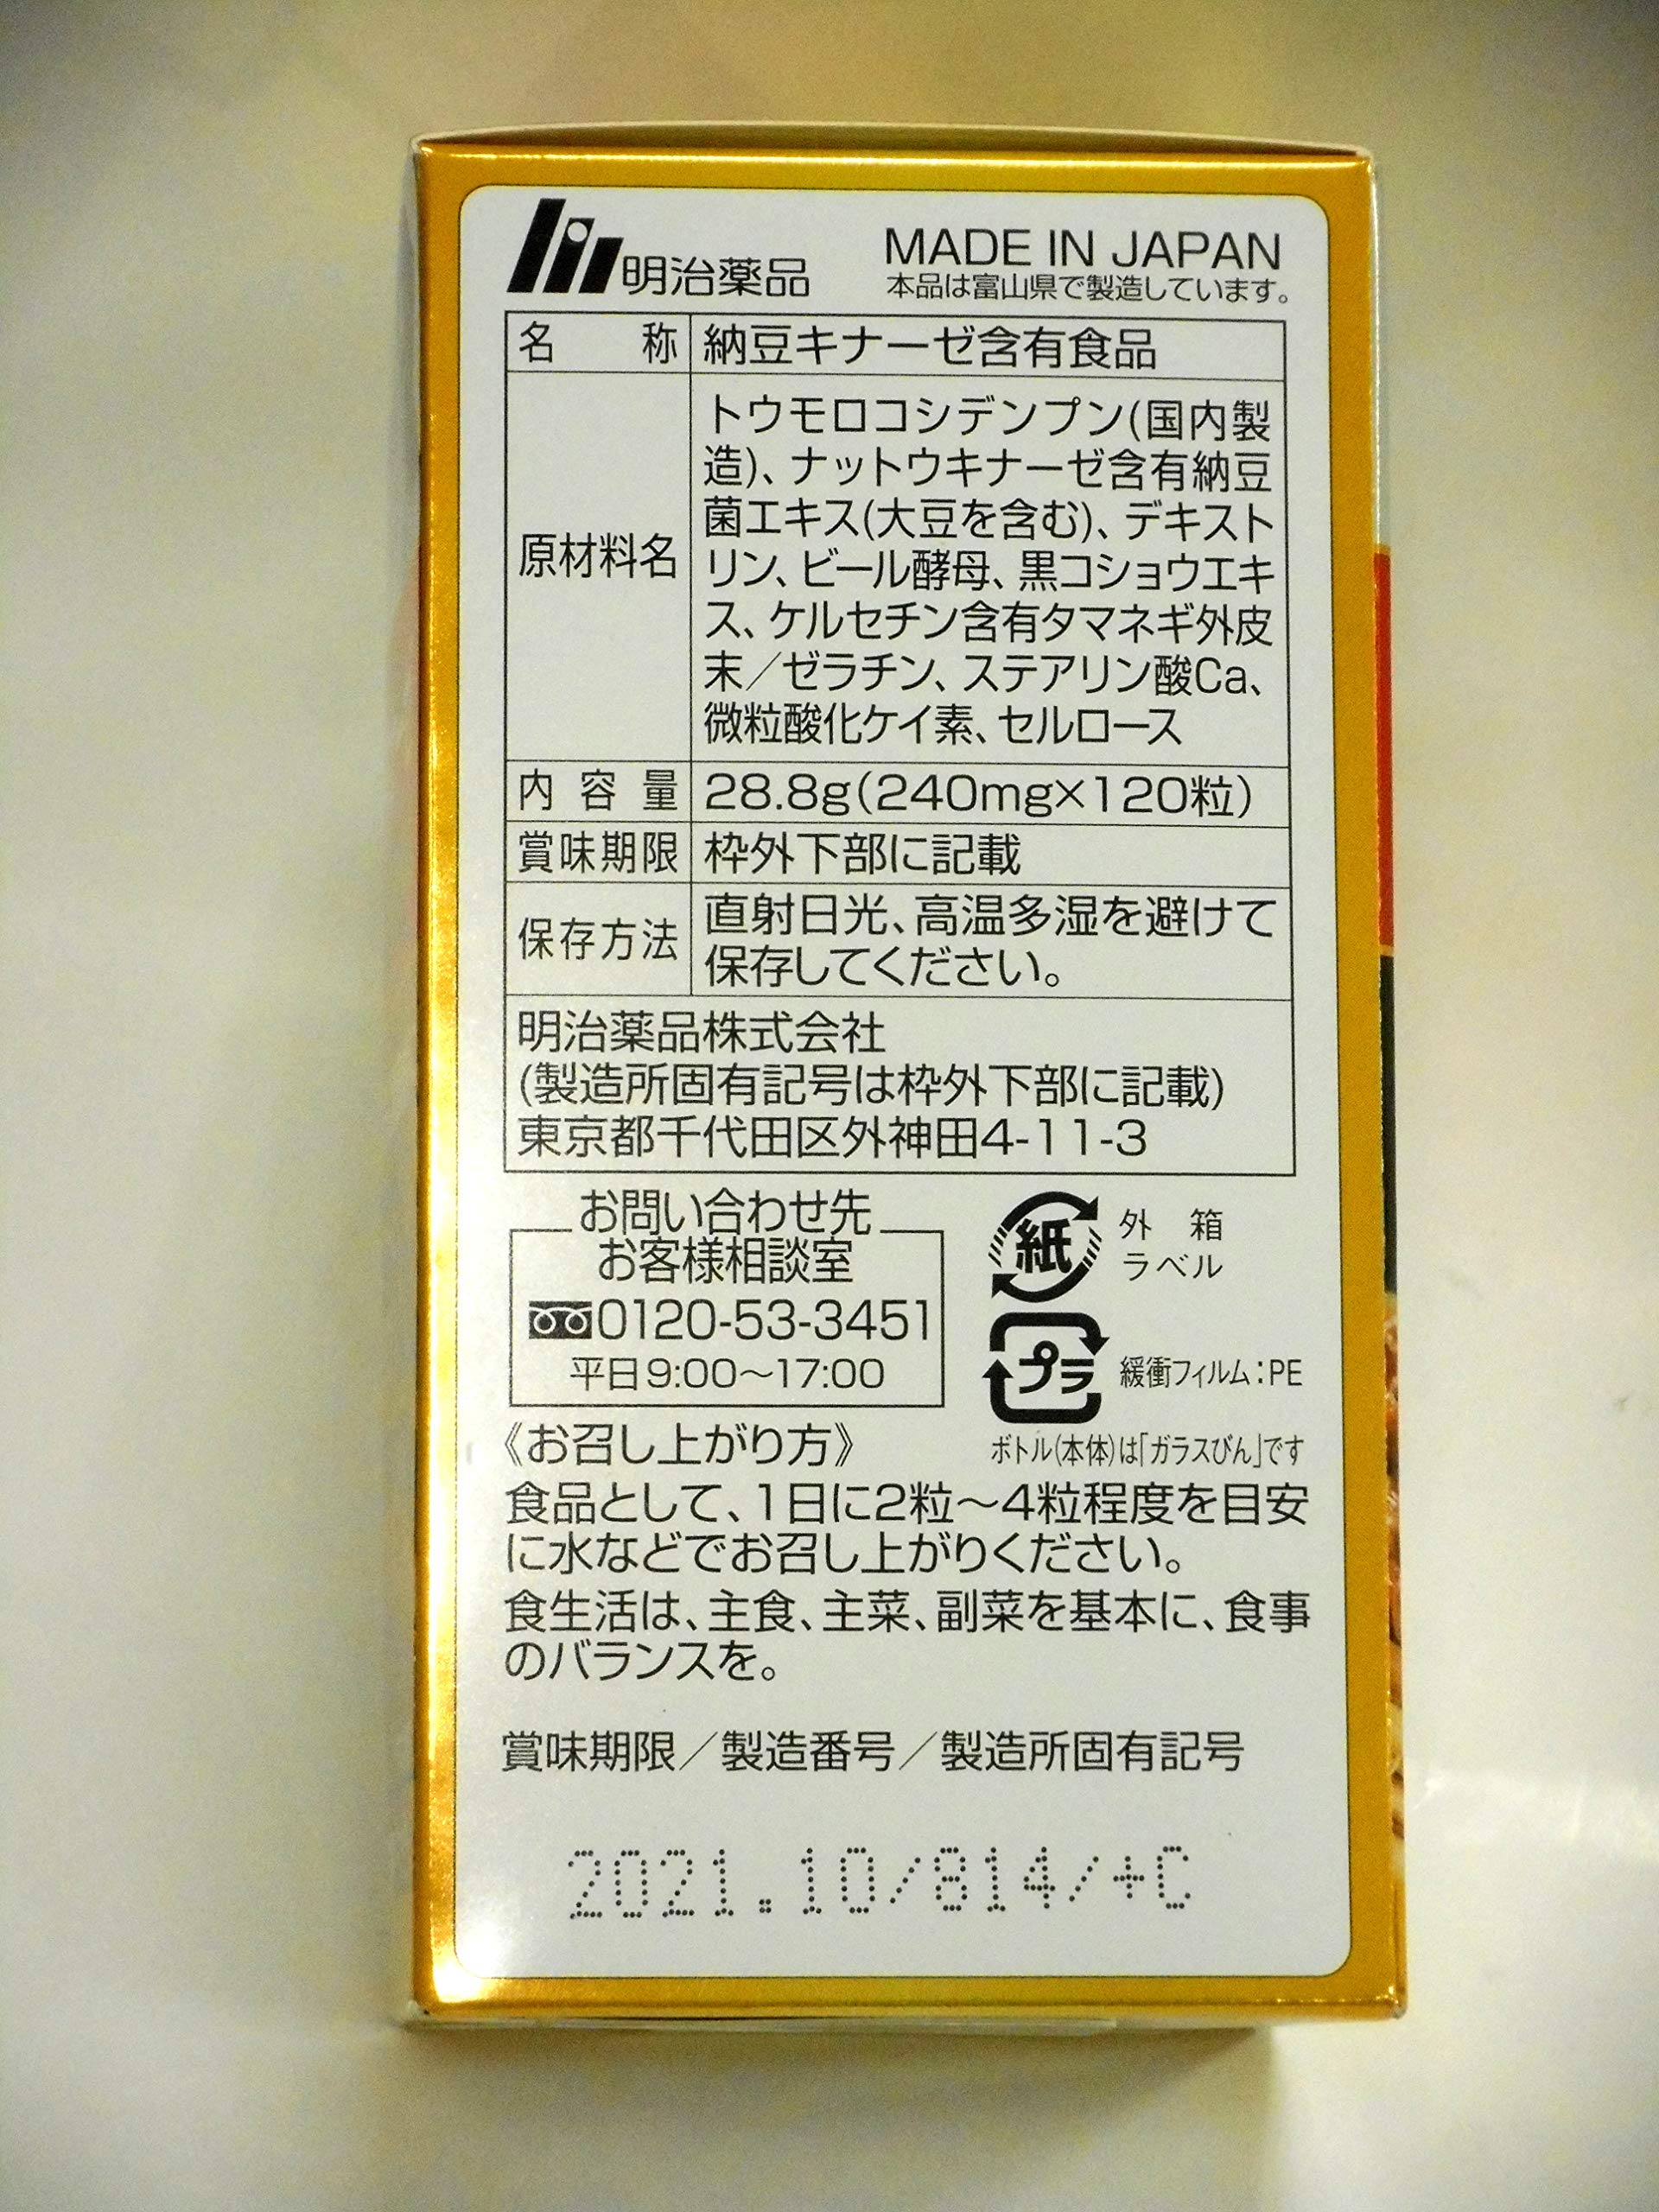 明治薬品
MADE IN JAPAN
本品は富山県で製造しています。
名 称 納豆キナーゼ含有食品
原材料名
トウモロコシデンプン(国内製
造)、ナットウキナーゼ含有納豆
菌エキス(大豆を含む)、デキスト
リン、ビール酵母、黒コショウエキ
ス、ケルセチン含有タマネギ外皮
末／ゼラチン、ステアリン酸Ca、
微粒酸化ケイ素、セルロース
内容量 28.8g(240mg×120粒)
賞味期限 枠外下部に記載
保存方法
直射日光、高温多湿を避けて
保存してください。
明治薬品株式会社
(製造所固有記号は枠外下部に記載)
東京都千代田区外神田4-11-3
お問い合わせ先
お客様相談室
0120-53-3451
平日9:00～17:00
紙
外 箱
ラベル
プラ
緩衝フィルム：PE
ボトル(本体)は「ガラスびん」です
《お召し上がり方》
食品として、1日に2粒～4粒程度を目安
に水などでお召し上がりください。
食生活は、主食、主菜、副菜を基本に、食事
のバランスを。
賞味期限／製造番号／製造所固有記号
2021.10/814/+C